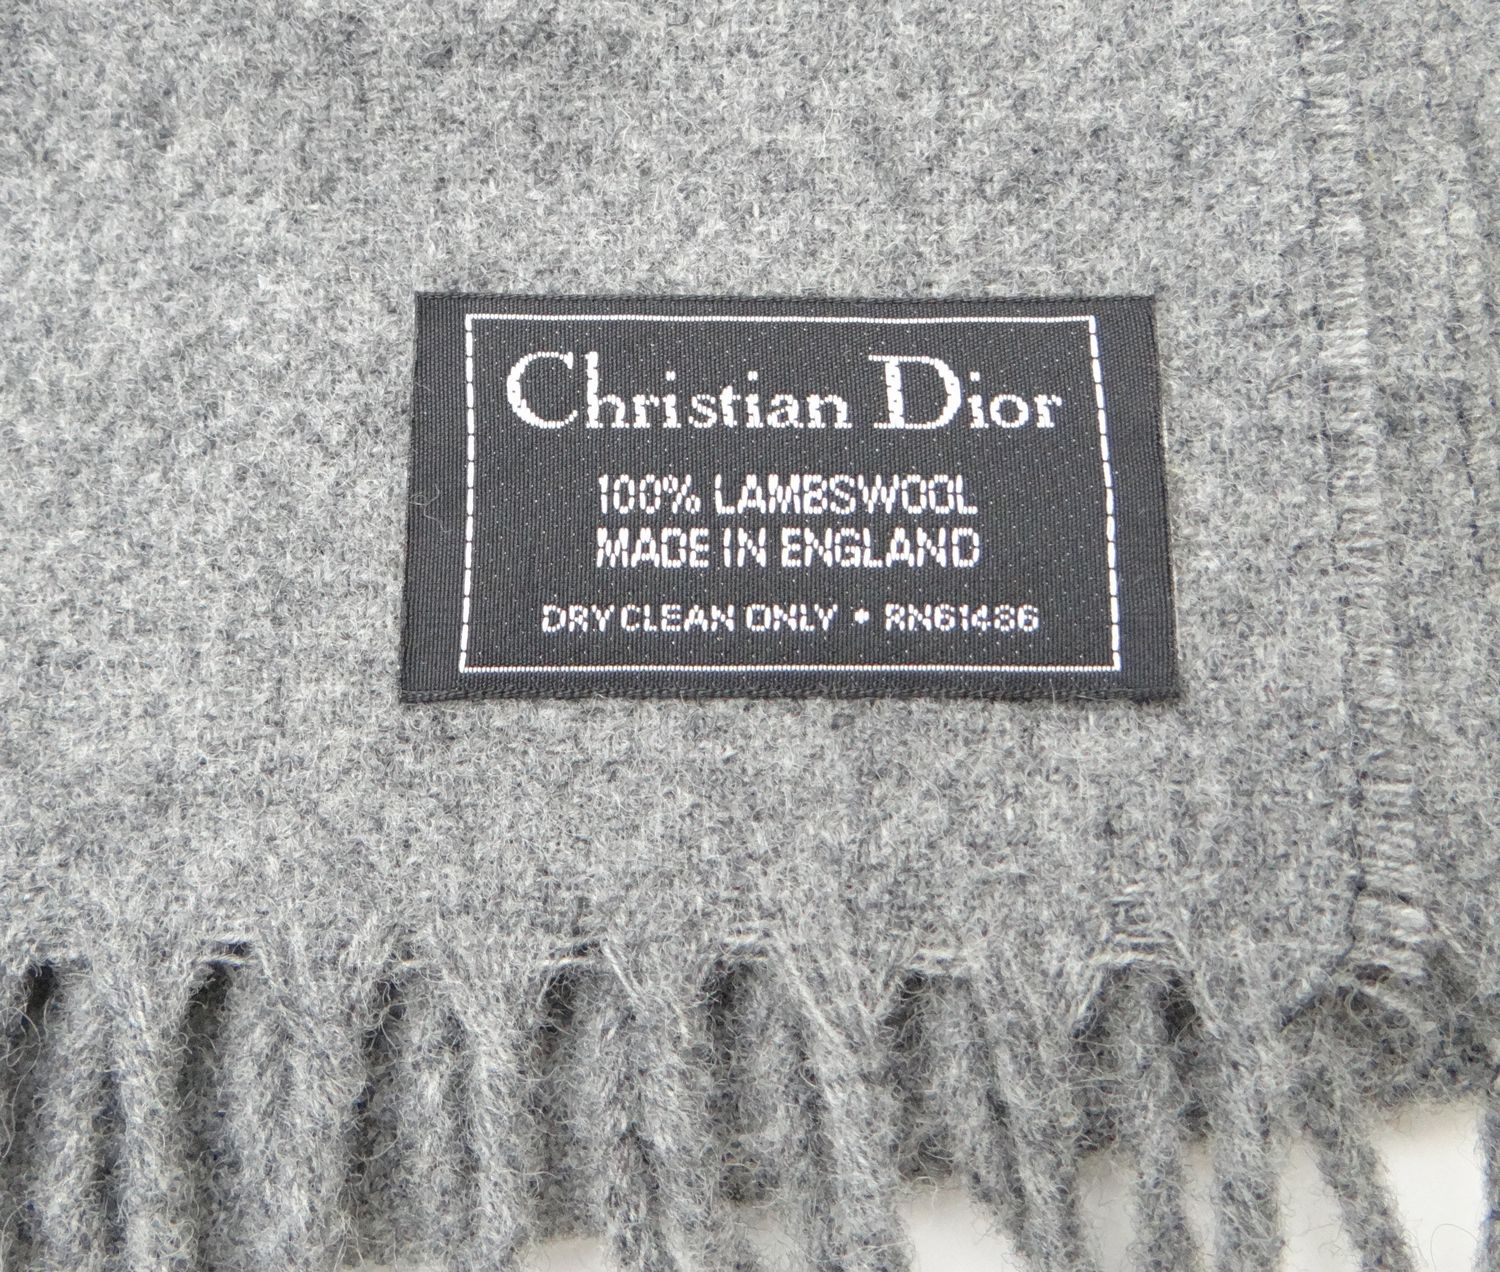 Christian Dior
100% LAMBSWOOL
MADE IN ENGLAND
DRY CLEAN ONLY • RN61486